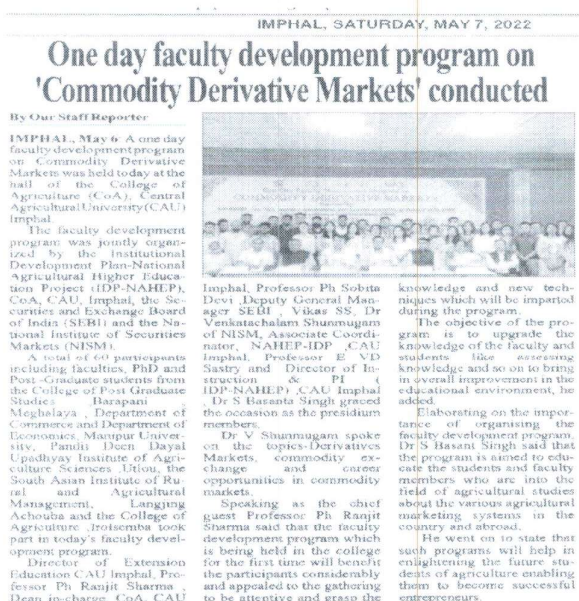 IMPHAL, SATURDAY, MAY 7, 2022
One day faculty development program on
'Commodity Derivative Markets' conducted
By Our Staff Reporter
IMPHAL, May 6: A one day
faculty development program
on Commodity Derivative
Markets was held today at the
hall of the College of
Agriculture (CoA), Central
Agricultural University (CAU)
Imphal.
The faculty development
program was jointly organ-
ized by the Institutional
Development Plan-National
Agricultural Higher Educa-
tion Project (IDP-NAHEP),
CoA, CAU, Imphal, the Se-
curities and Exchange Board
of India (SEBI) and the Na-
tional Institute of Securities
Markets (NISM).
A total of 60 participants
including faculties, PhD and
Post -Graduate students from
the College of Post Graduate
Studies , Barapani ,
Meghalaya , Department of
Commerce and Department of
Economics, Manipur Univer-
sity, Pandit Deen Dayal
Upadhyay Institute of Agri-
culture Sciences ,Utlou, the
South Asian Institute of Ru-
ral and Agricultural
Management, Langjing
Achouba and the College of
Agriculture ,Iroisemba took
part in today's faculty devel-
opment program.
Director of Extension
Education CAU Imphal, Pro-
fessor Ph Ranjit Sharma ,
Dean in-charge, CoA, CAU
Imphal, Professor Ph Sobita
Devi ,Deputy General Man-
ager SEBI , Vikas SS, Dr
Venkatachalam Shunmugam
of NISM, Associate Coordi-
nator, NAHEP-IDP ,CAU
Imphal, Professor E VD
Sastry and Director of In-
struction & PI (
IDP-NAHEP) ,CAU Imphal
, Dr S Basanta Singh graced
the occasion as the presidium
members.
Dr V Shunmugam spoke
on the topics-Derivatives
Markets, commodity ex-
change and career
opportunities in commodity
markets.
Speaking as the chief
guest Professor Ph Ranjit
Sharma said that the faculty
development program which
is being held in the college
for the first time will benefit
the participants considerably
and appealed to the gathering
to be attentive and grasp the
knowledge and new tech-
niques which will be imparted
during the program.
The objective of the pro-
gram is to upgrade the
knowledge of the faculty and
students like assessing
knowledge and so on to bring
in overall improvement in the
educational environment, he
added.
Elaborating on the impor-
tance of organising the
faculty development program,
Dr S Basant Singh said that
the program is aimed to edu-
cate the students and faculty
members who are into the
field of agricultural studies
about the various agricultural
marketing systems in the
country and abroad.
He went on to state that
such programs will help in
enlightening the future stu-
dents of agriculture enabling
them to become successful
entrepreneurs.